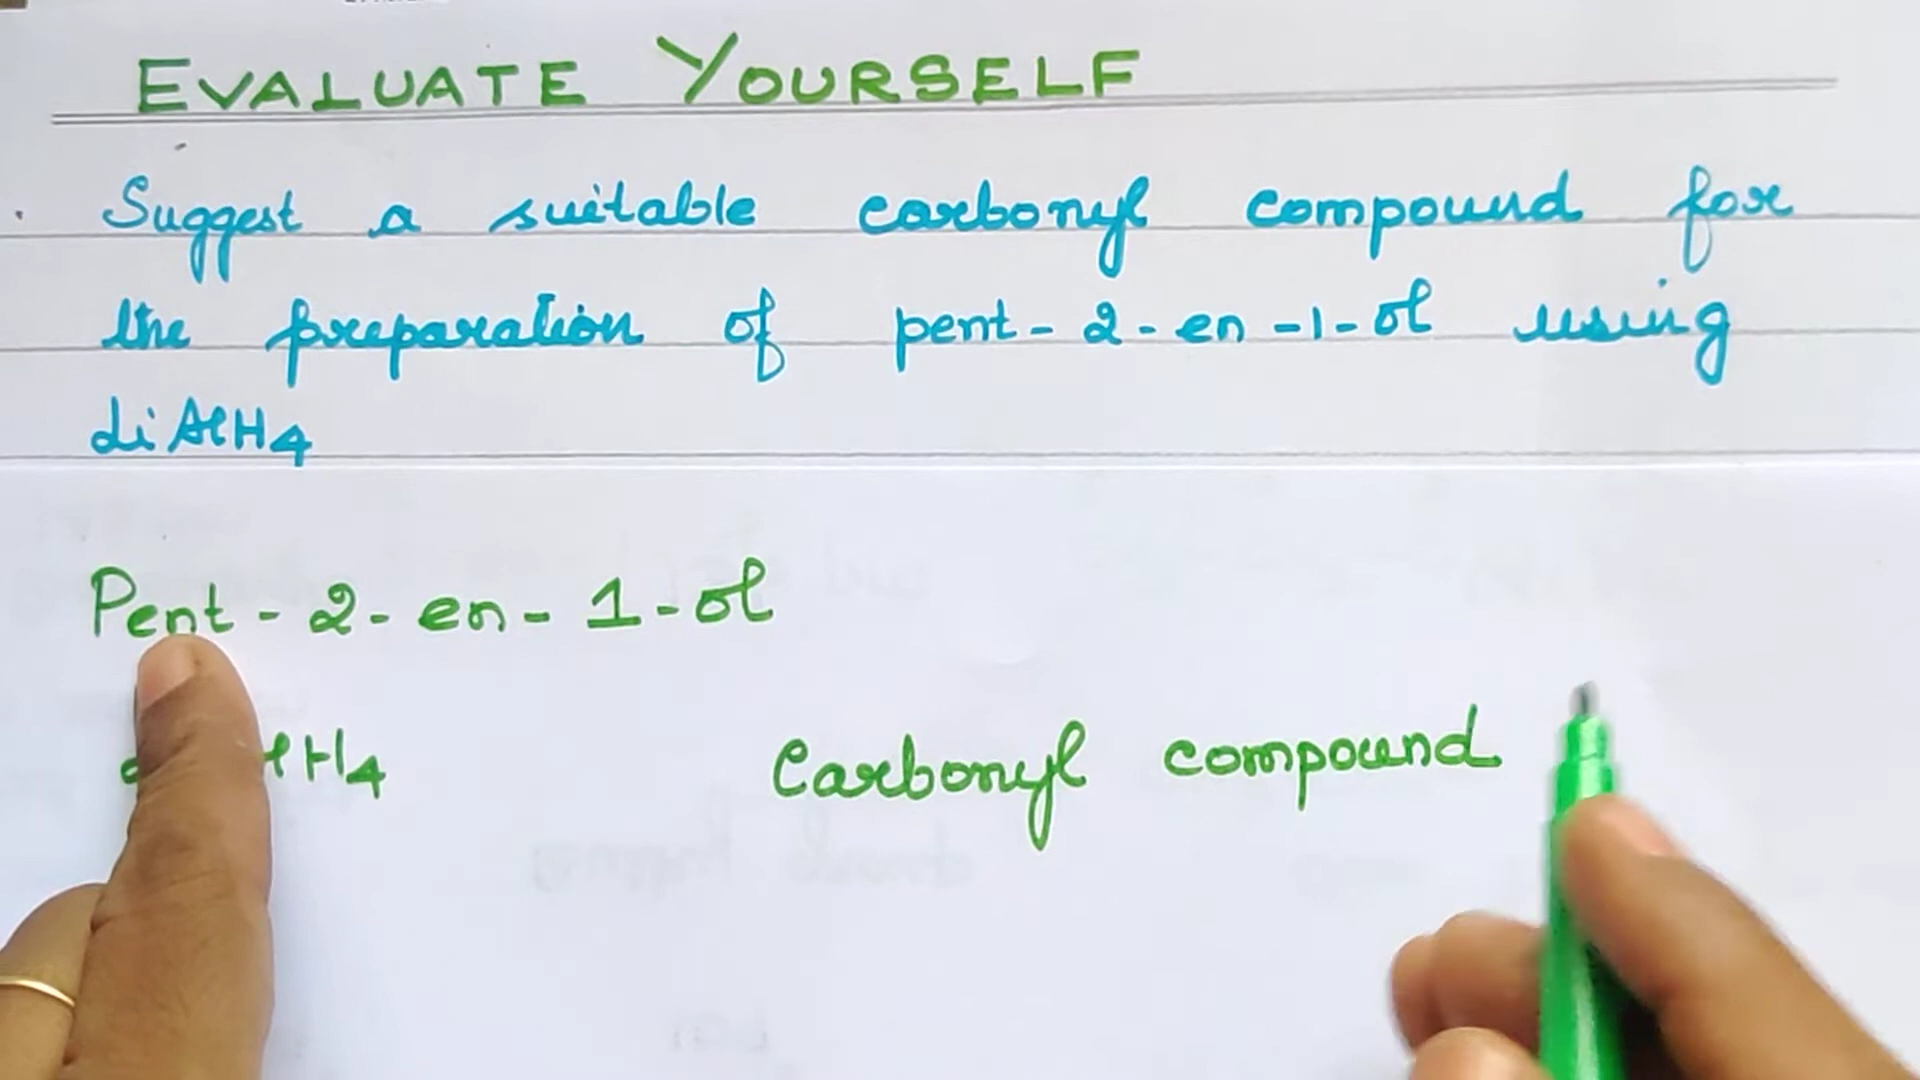 EVALUATE YOURSELF
Suggest a suitable carbonyl compound for
the preparation of pent-2-en-1-ol using
LiAlH4
Pent-2-en-1-ol
Carbonyl compound